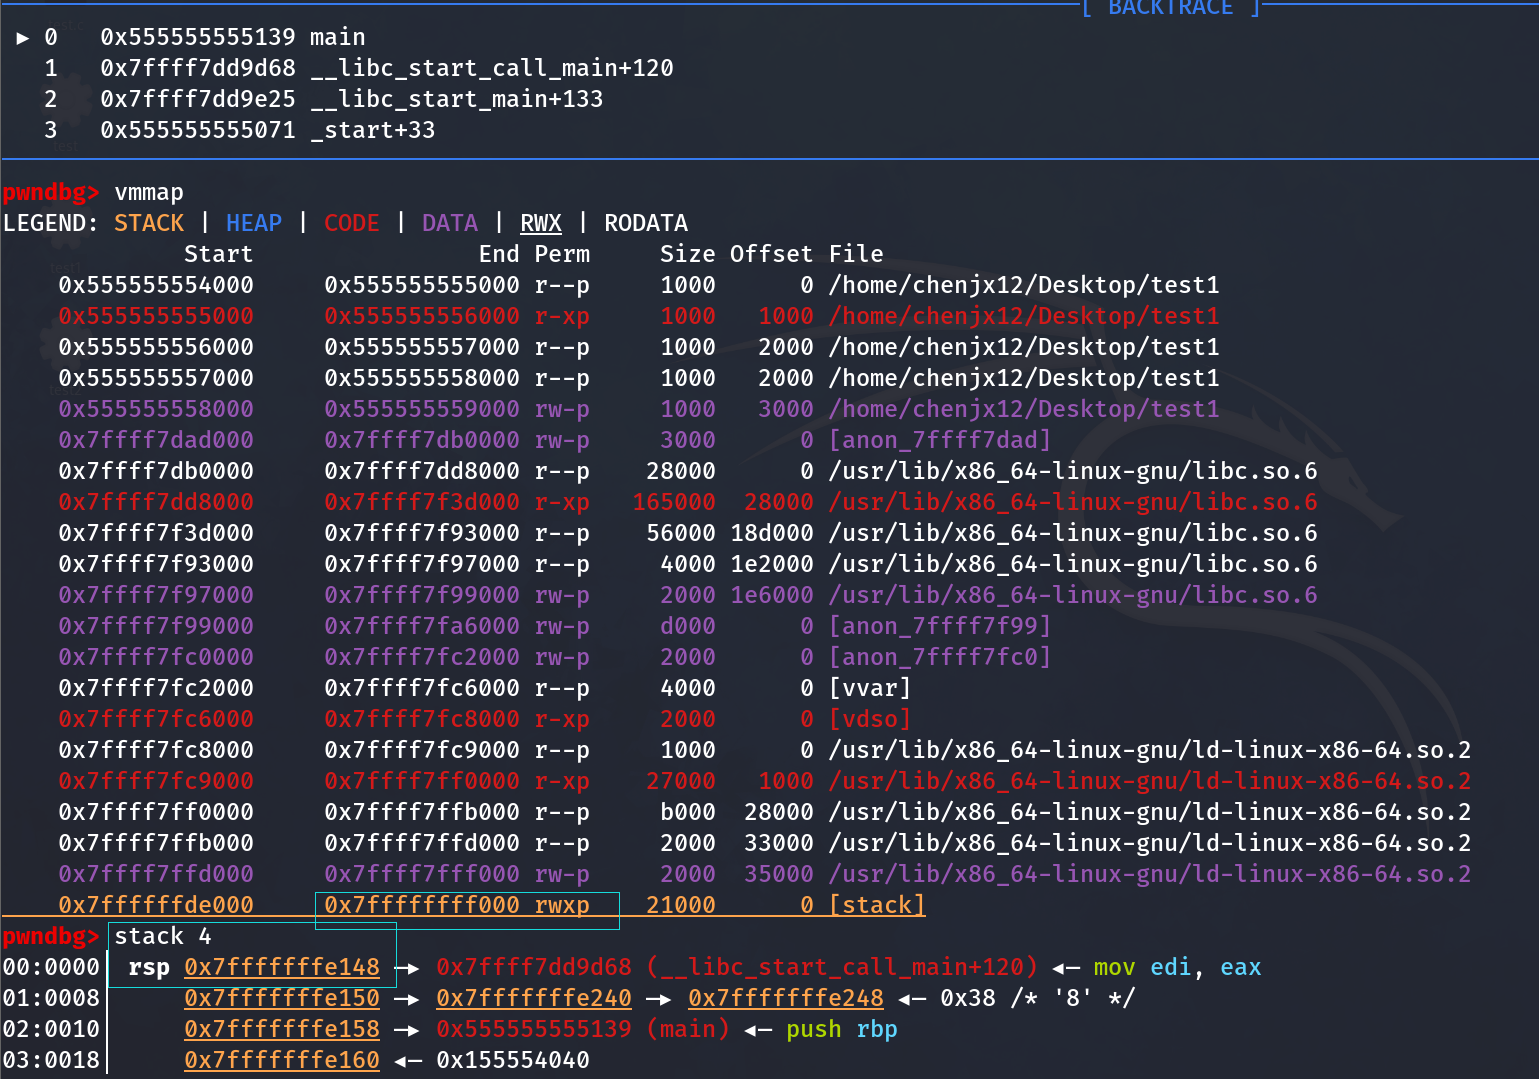 [ BACKTRACE ]
► 0   0x555555555139 main
  1   0x7ffff7dd9d68 __libc_start_call_main+120
  2   0x7ffff7dd9e25 __libc_start_main+133
  3   0x555555555071 _start+33
pwndbg> vmmap
LEGEND: STACK | HEAP | CODE | DATA | RWX | RODATA
Start                End Perm     Size Offset File
0x555555554000     0x555555555000 r--p     1000      0 /home/chenjx12/Desktop/test1
0x555555555000     0x555555556000 r-xp     1000   1000 /home/chenjx12/Desktop/test1
0x555555556000     0x555555557000 r--p     1000   2000 /home/chenjx12/Desktop/test1
0x555555557000     0x555555558000 r--p     1000   2000 /home/chenjx12/Desktop/test1
0x555555558000     0x555555559000 rw-p     1000   3000 /home/chenjx12/Desktop/test1
0x7ffff7dad000     0x7ffff7db0000 rw-p     3000      0 [anon_7ffff7dad]
0x7ffff7db0000     0x7ffff7dd8000 r--p    28000      0 /usr/lib/x86_64-linux-gnu/libc.so.6
0x7ffff7dd8000     0x7ffff7f3d000 r-xp   165000  28000 /usr/lib/x86_64-linux-gnu/libc.so.6
0x7ffff7f3d000     0x7ffff7f93000 r--p    56000 18d000 /usr/lib/x86_64-linux-gnu/libc.so.6
0x7ffff7f93000     0x7ffff7f97000 r--p     4000 1e2000 /usr/lib/x86_64-linux-gnu/libc.so.6
0x7ffff7f97000     0x7ffff7f99000 rw-p     2000 1e6000 /usr/lib/x86_64-linux-gnu/libc.so.6
0x7ffff7f99000     0x7ffff7fa6000 rw-p     d000      0 [anon_7ffff7f99]
0x7ffff7fc0000     0x7ffff7fc2000 rw-p     2000      0 [anon_7ffff7fc0]
0x7ffff7fc2000     0x7ffff7fc6000 r--p     4000      0 [vvar]
0x7ffff7fc6000     0x7ffff7fc8000 r-xp     2000      0 [vdso]
0x7ffff7fc8000     0x7ffff7fc9000 r--p     1000      0 /usr/lib/x86_64-linux-gnu/ld-linux-x86-64.so.2
0x7ffff7fc9000     0x7ffff7ff0000 r-xp    27000   1000 /usr/lib/x86_64-linux-gnu/ld-linux-x86-64.so.2
0x7ffff7ff0000     0x7ffff7ffb000 r--p     b000  28000 /usr/lib/x86_64-linux-gnu/ld-linux-x86-64.so.2
0x7ffff7ffb000     0x7ffff7ffd000 r--p     2000  33000 /usr/lib/x86_64-linux-gnu/ld-linux-x86-64.so.2
0x7ffff7ffd000     0x7ffff7fff000 rw-p     2000  35000 /usr/lib/x86_64-linux-gnu/ld-linux-x86-64.so.2
0x7ffffffde000     0x7ffffffff000 rwxp    21000      0 [stack]
pwndbg> stack 4
00:0000│ rsp 0x7fffffffe148 —▸ 0x7ffff7dd9d68 (__libc_start_call_main+120) ◂— mov edi, eax
01:0008│     0x7fffffffe150 —▸ 0x7fffffffe240 —▸ 0x7fffffffe248 ◂— 0x38 /* '8' */
02:0010│     0x7fffffffe158 —▸ 0x555555555139 (main) ◂— push rbp
03:0018│     0x7fffffffe160 ◂— 0x155554040